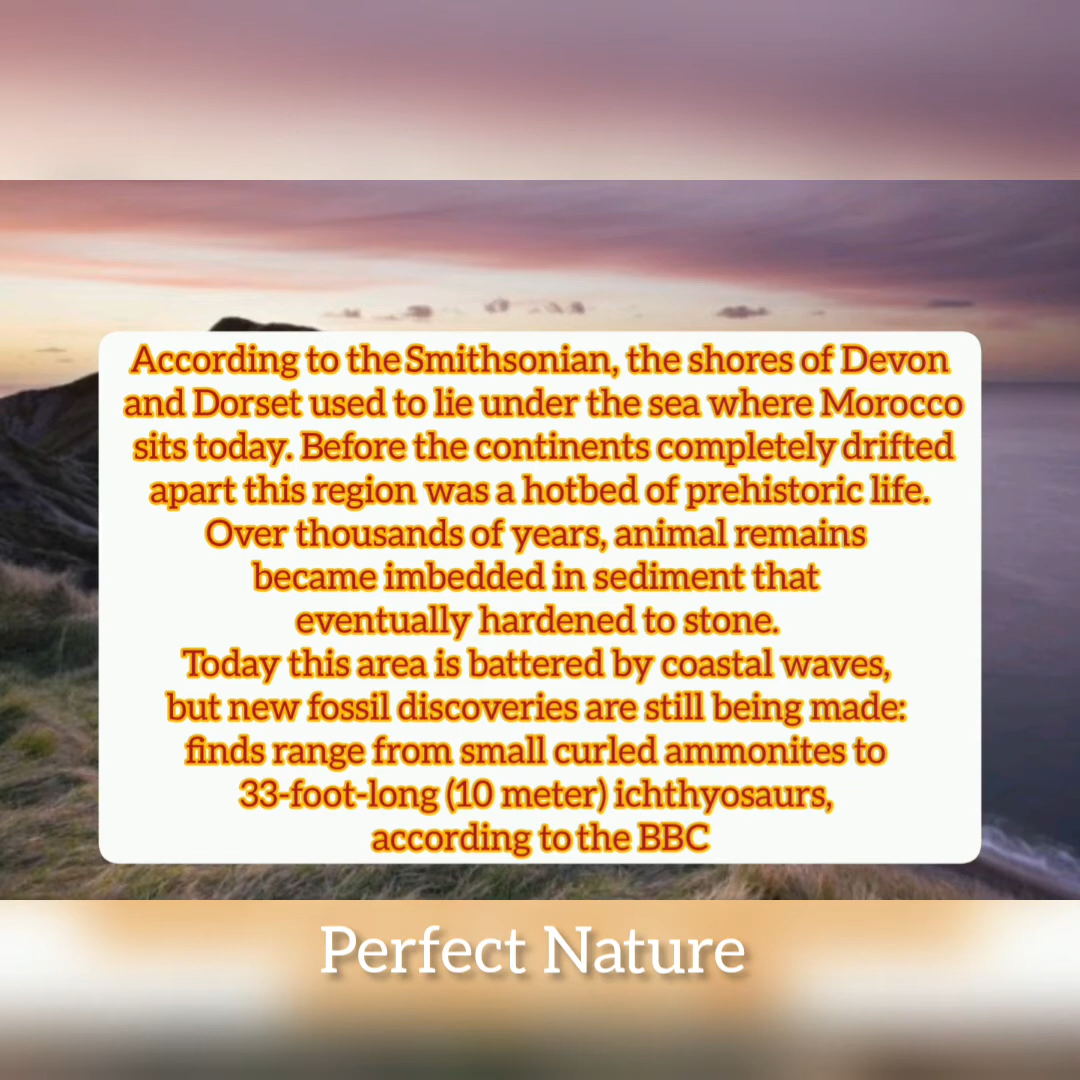 According to the Smithsonian, the shores of Devon
and Dorset used to lie under the sea where Morocco
sits today. Before the continents completely drifted
apart this region was a hotbed of prehistoric life.
Over thousands of years, animal remains
became imbedded in sediment that
eventually hardened to stone.
Today this area is battered by coastal waves,
but new fossil discoveries are still being made:
finds range from small curled ammonites to
33-foot-long (10 meter) ichthyosaurs,
according to the BBC
Perfect Nature